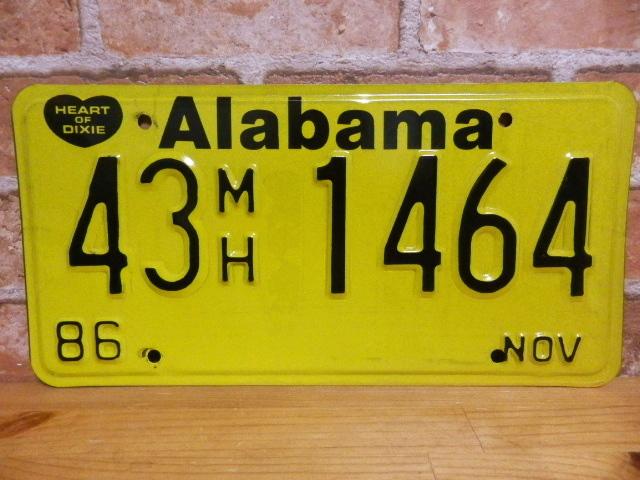 HEART
OF
DIXIE
Alabama
43 MH 1464
86 NOV